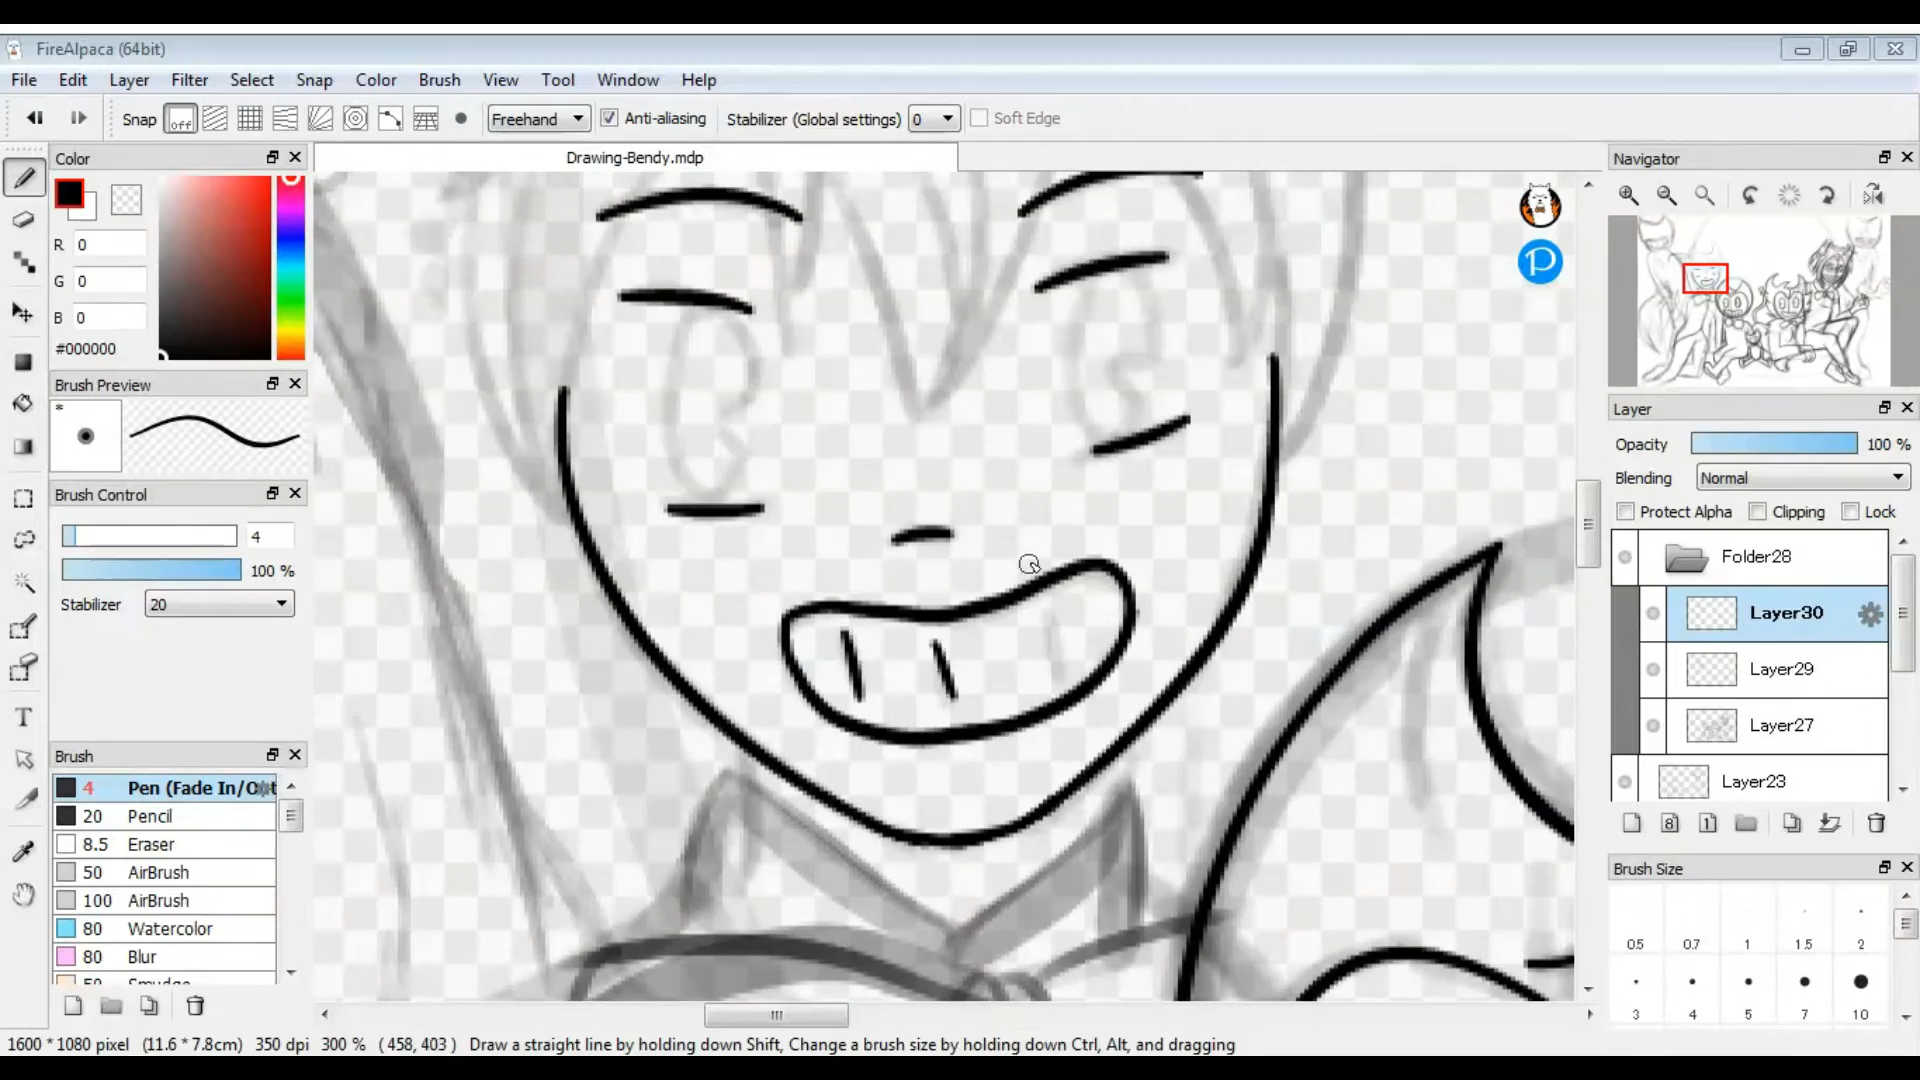 FireAlpaca (64bit)
File Edit Layer Filter Select Snap Color Brush View Tool Window Help
Snap off Freehand Anti-aliasing Stabilizer (Global settings) 0 Soft Edge
Color
R 0
G 0
B 0
#000000
Brush Preview
*
Brush Control
4
100 %
Stabilizer 20
Brush
4 Pen (Fade In/Out
20 Pencil
8.5 Eraser
50 AirBrush
100 AirBrush
80 Watercolor
80 Blur
50 Smudge
T
Drawing-Bendy.mdp
P
Navigator
Layer
Opacity 100 %
Blending Normal
Protect Alpha Clipping Lock
Folder28
Layer30
Layer29
Layer27
Layer23
8 1
Brush Size
0.5 0.7 1 1.5 2
3 4 5 7 10
1600 * 1080 pixel (11.6 * 7.8cm) 350 dpi 300 % ( 458, 403 ) Draw a straight line by holding down Shift, Change a brush size by holding down Ctrl, Alt, and dragging